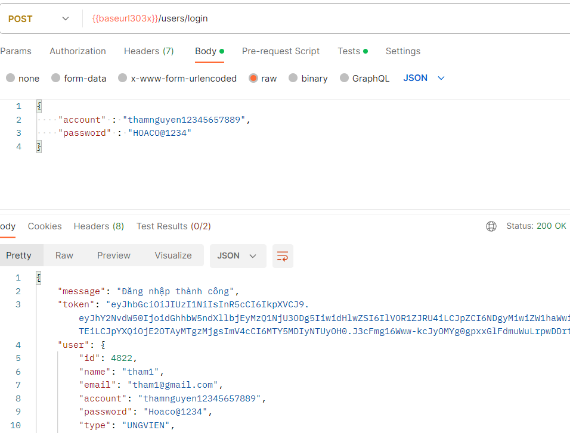 POST {{baseurl303x}}/users/login
Params Authorization Headers (7) Body Pre-request Script Tests Settings
none form-data x-www-form-urlencoded raw binary GraphQL JSON
1 {
2 "account" : "thamnguyen12345657889",
3 "password" : "HOACO@1234"
4 }
ody Cookies Headers (8) Test Results (0/2) Status: 200 OK
Pretty Raw Preview Visualize JSON
1 {
2 "message": "Đăng nhập thành công",
3 "token": "eyJhbGciOiJIUzI1NiIsInR5cCI6IkpXVCJ9.
4 "user": {
5 "id": 4822,
6 "name": "tham1",
7 "email": "tham1@gmail.com",
8 "account": "thamnguyen12345657889",
9 "password": "Hoaco@1234",
10 "type": "UNGVIEN",